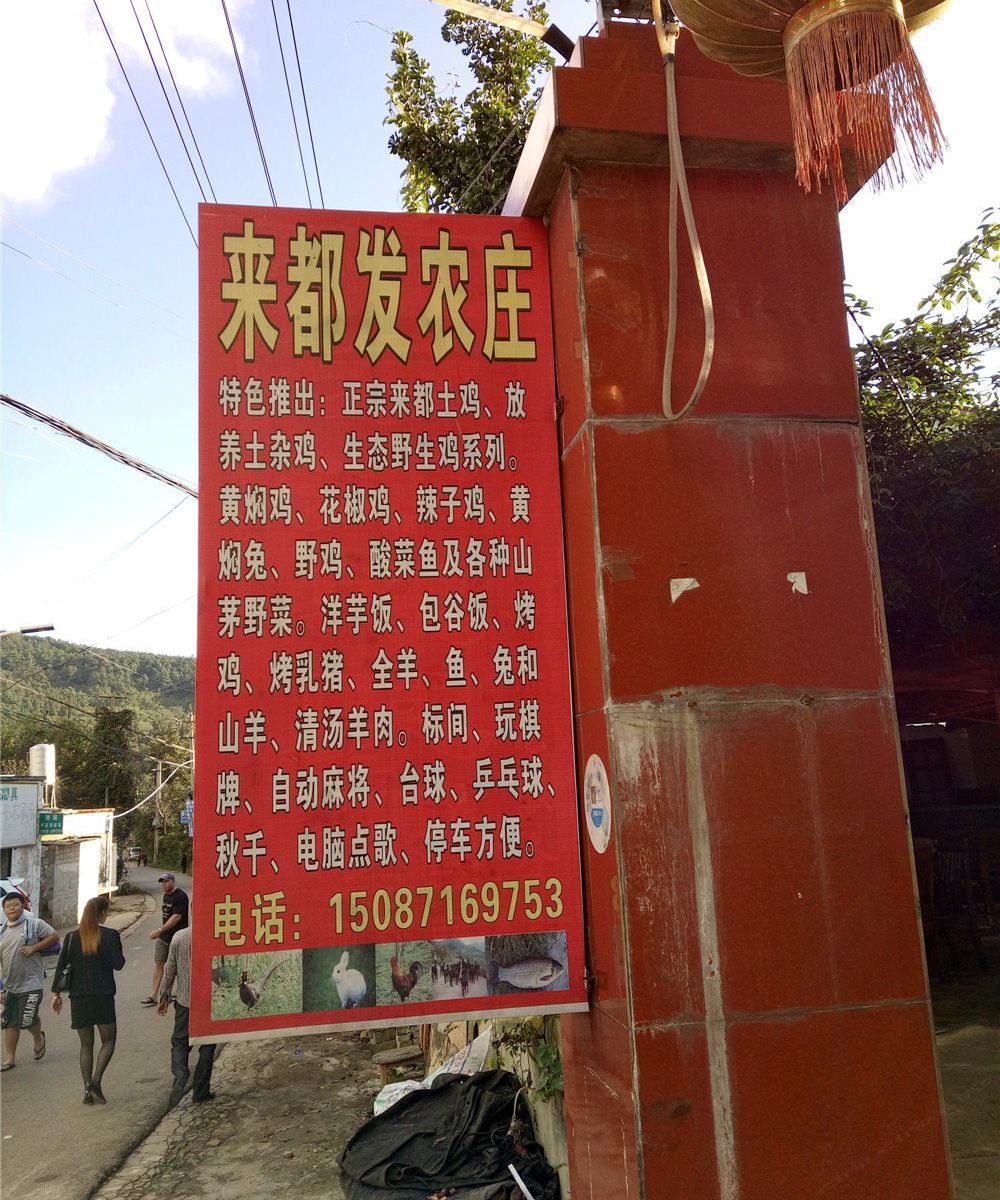 来都发农庄
特色推出：正宗来都土鸡、放
养土杂鸡、生态野生鸡系列。
黄焖鸡、花椒鸡、辣子鸡、黄
焖兔、野鸡、酸菜鱼及各种山
茅野菜。洋芋饭、包谷饭、烤
鸡、烤乳猪、全羊、鱼、兔和
山羊、清汤羊肉。标间、玩棋
牌、自动麻将、台球、乒乓球、
秋千、电脑点歌、停车方便。
电话：15087169753
NEWYORK